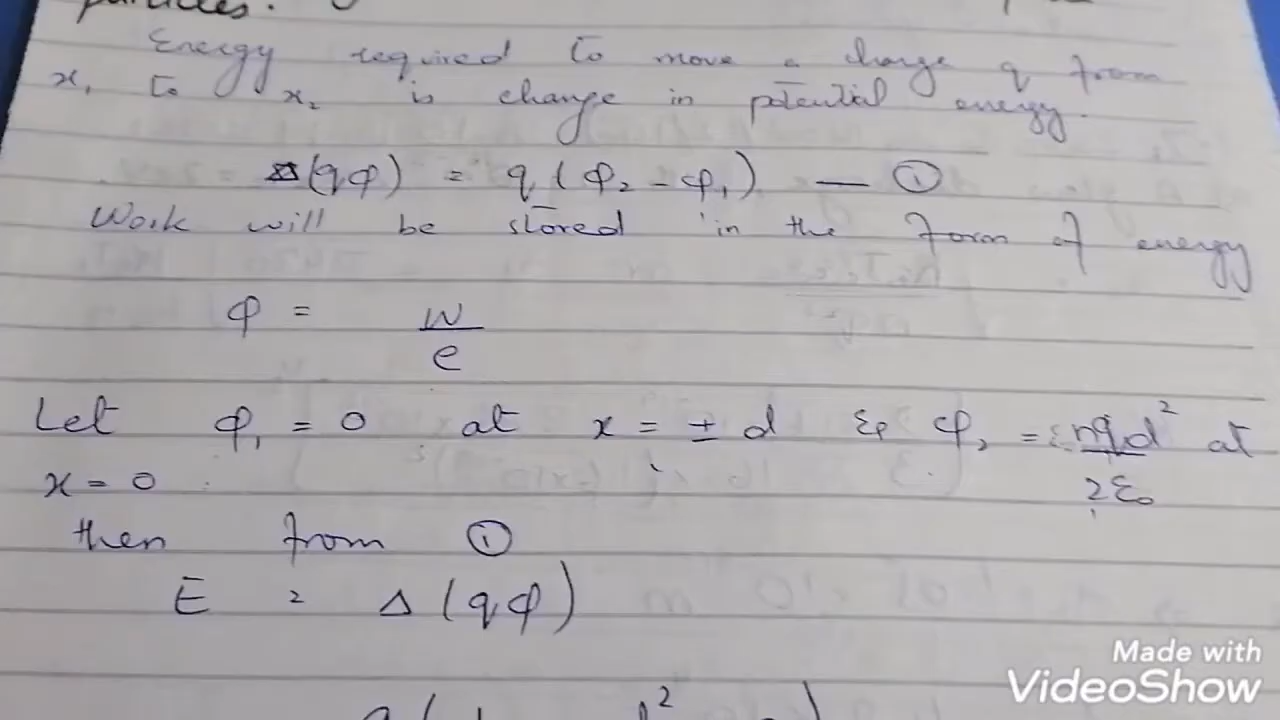 particles.
Energy required to move a charge q from
x₁ to x₂ is change in potential energy.
Δ(qφ) = q(φ₂ - φ₁) — ①
Work will be stored in the form of energy
φ = W/e
Let φ₁ = 0 at x = ± d & φ₂ = nqd²/2ε₀ at
x = 0
then from ①
E = Δ(qφ)
Made with
VideoShow